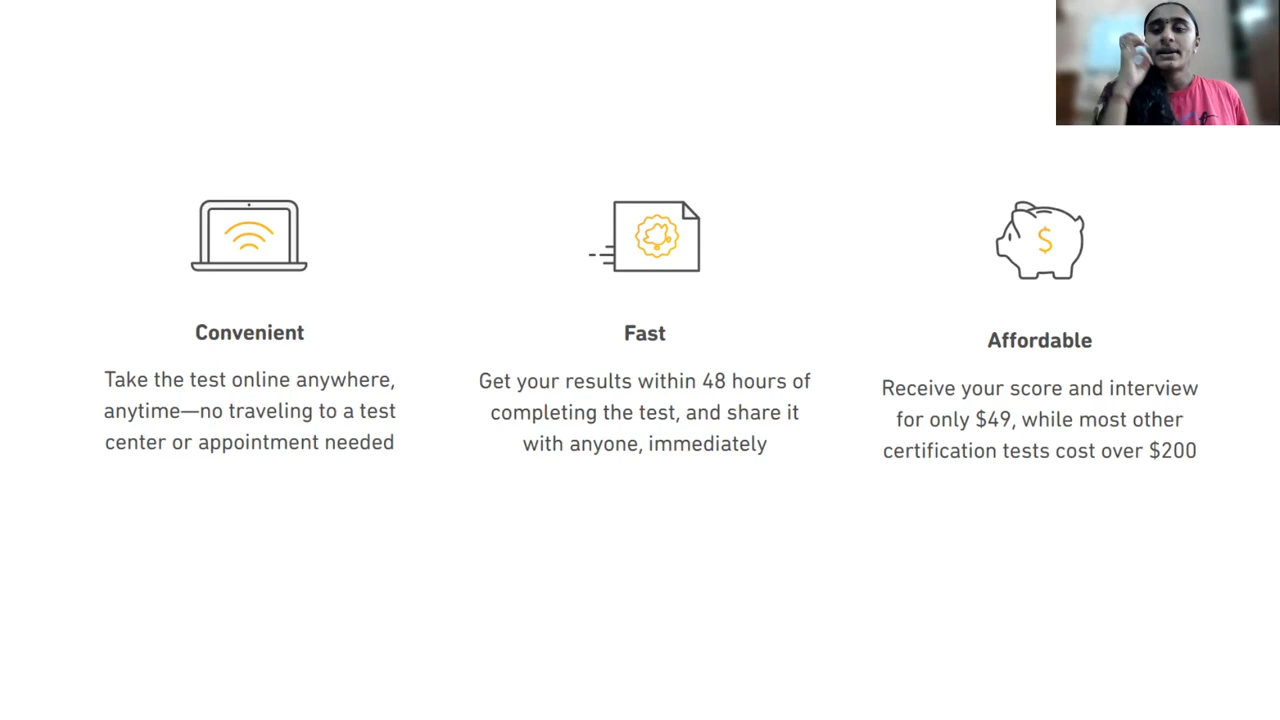 Convenient
Take the test online anywhere,
anytime—no traveling to a test
center or appointment needed
Fast
Get your results within 48 hours of
completing the test, and share it
with anyone, immediately
$
Affordable
Receive your score and interview
for only $49, while most other
certification tests cost over $200